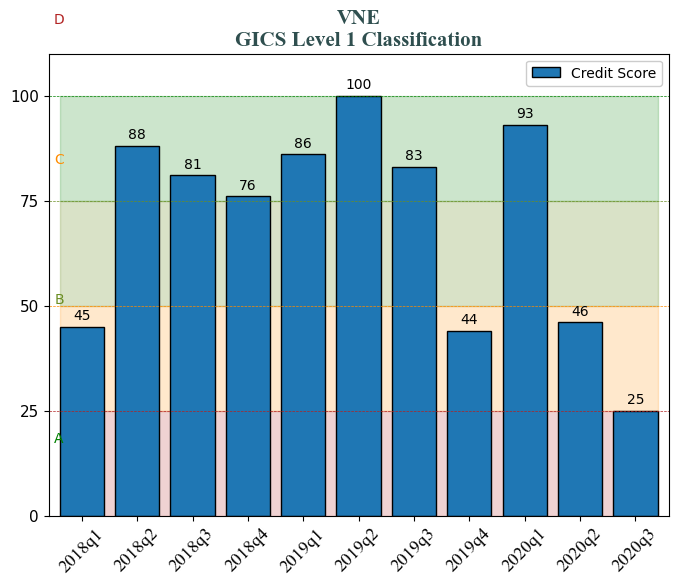 D
VNE
GICS Level 1 Classification
Credit Score
100
100
93
88
86
C
83
81
76
75
B
50
45
46
44
25
25
A
0
2018q1
2018q2
2018q3
2018q4
2019q1
2019q2
2019q3
2019q4
2020q1
2020q2
2020q3